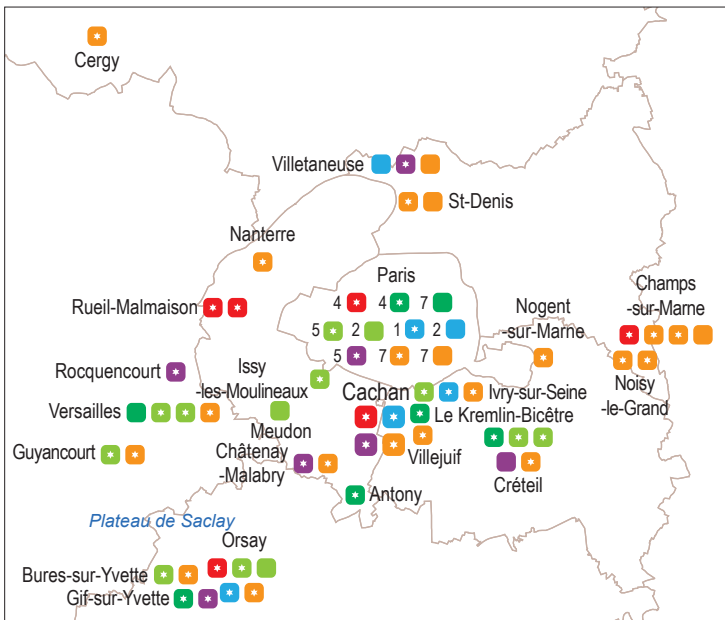 Cergy
Villetaneuse
St-Denis
Nanterre
Paris
Rueil-Malmaison
4 4 7
5 2 1 2
5 7 7
Champs
-sur-Marne
Nogent
-sur-Marne
Noisy
-le-Grand
Rocquencourt
Issy
-les-Moulineaux
Versailles
Meudon
Cachan
Ivry-sur-Seine
Le Kremlin-Bicêtre
Villejuif
Guyancourt
Châtenay
-Malabry
Créteil
Antony
Plateau de Saclay
Orsay
Bures-sur-Yvette
Gif-sur-Yvette